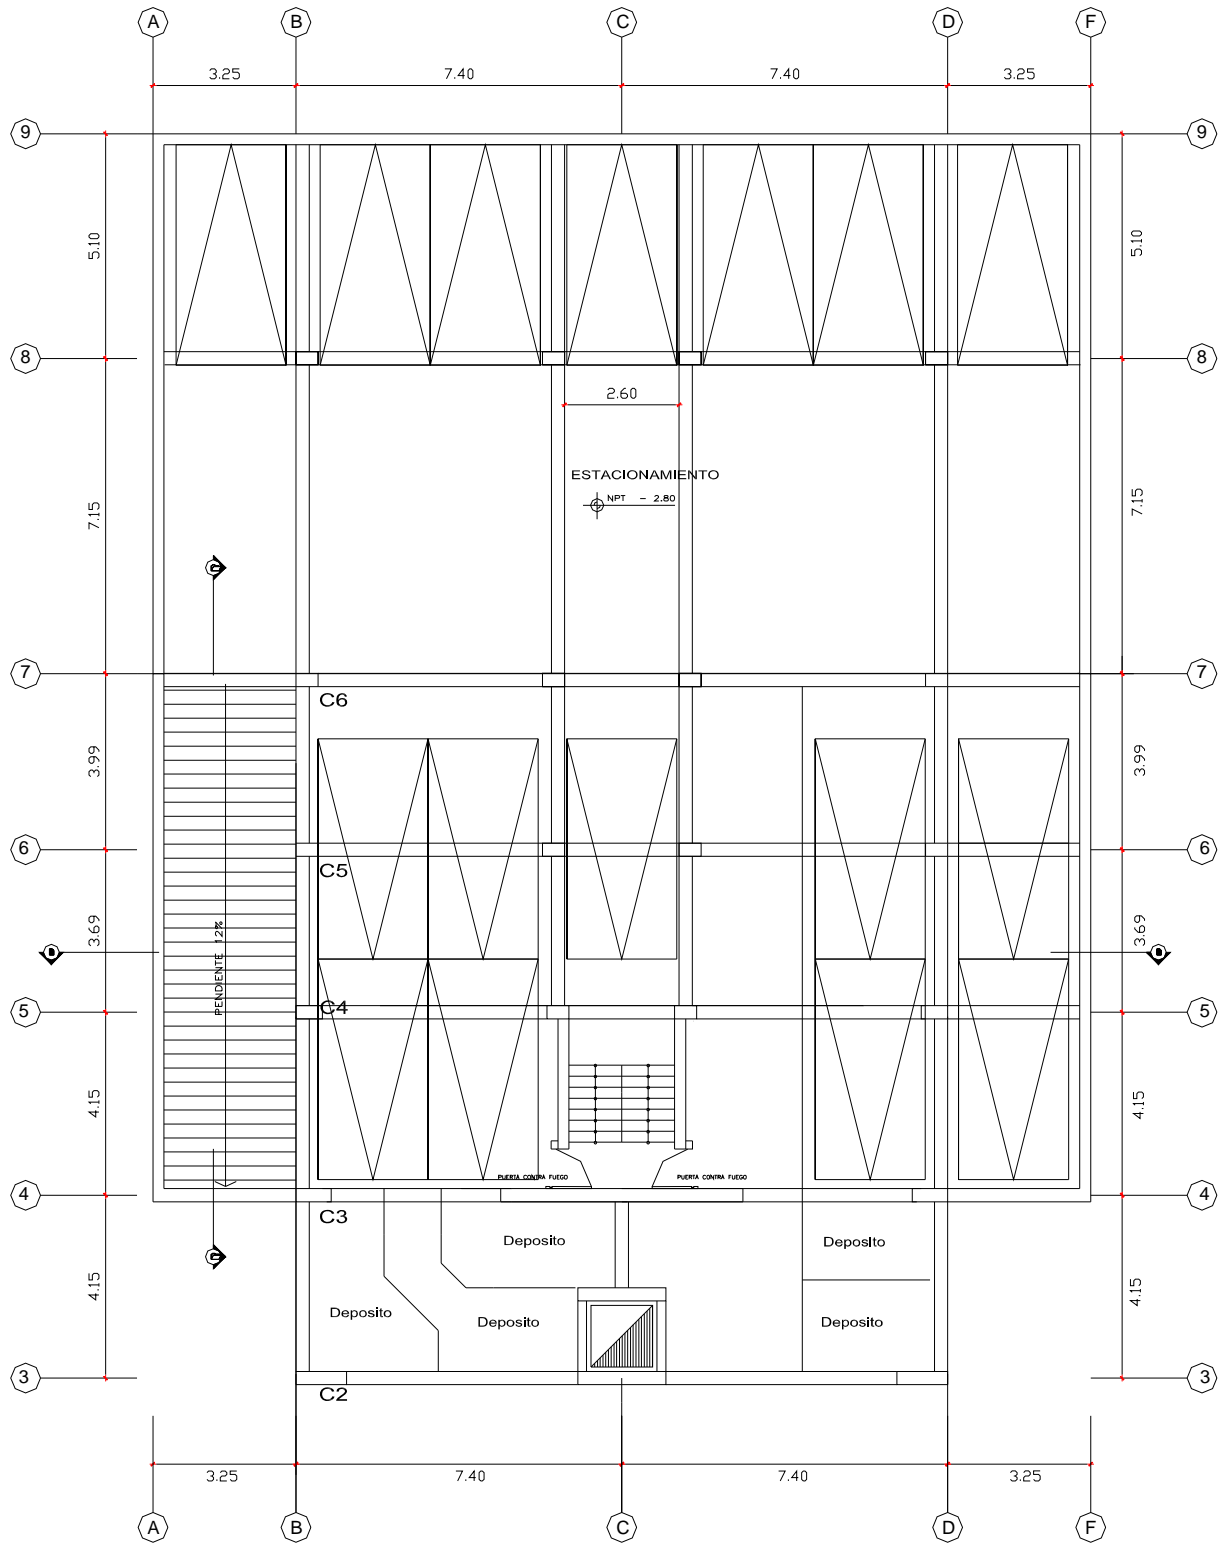 A B C D F
3.25 7.40 7.40 3.25
9 9
5.10 5.10
8 8
2.60
ESTACIONAMIENTO
NPT - 2.80
7.15 7.15
7 7
C6
3.99 3.99
6 6
C5
3.69 3.69
PENDIENTE 12%
D D
5 5
C4
4.15 4.15
PUERTA CONTRA FUEGO PUERTA CONTRA FUEGO
4 4
C3
Deposito Deposito
4.15 4.15
Deposito Deposito Deposito
3 3
C2
3.25 7.40 7.40 3.25
A B C D F